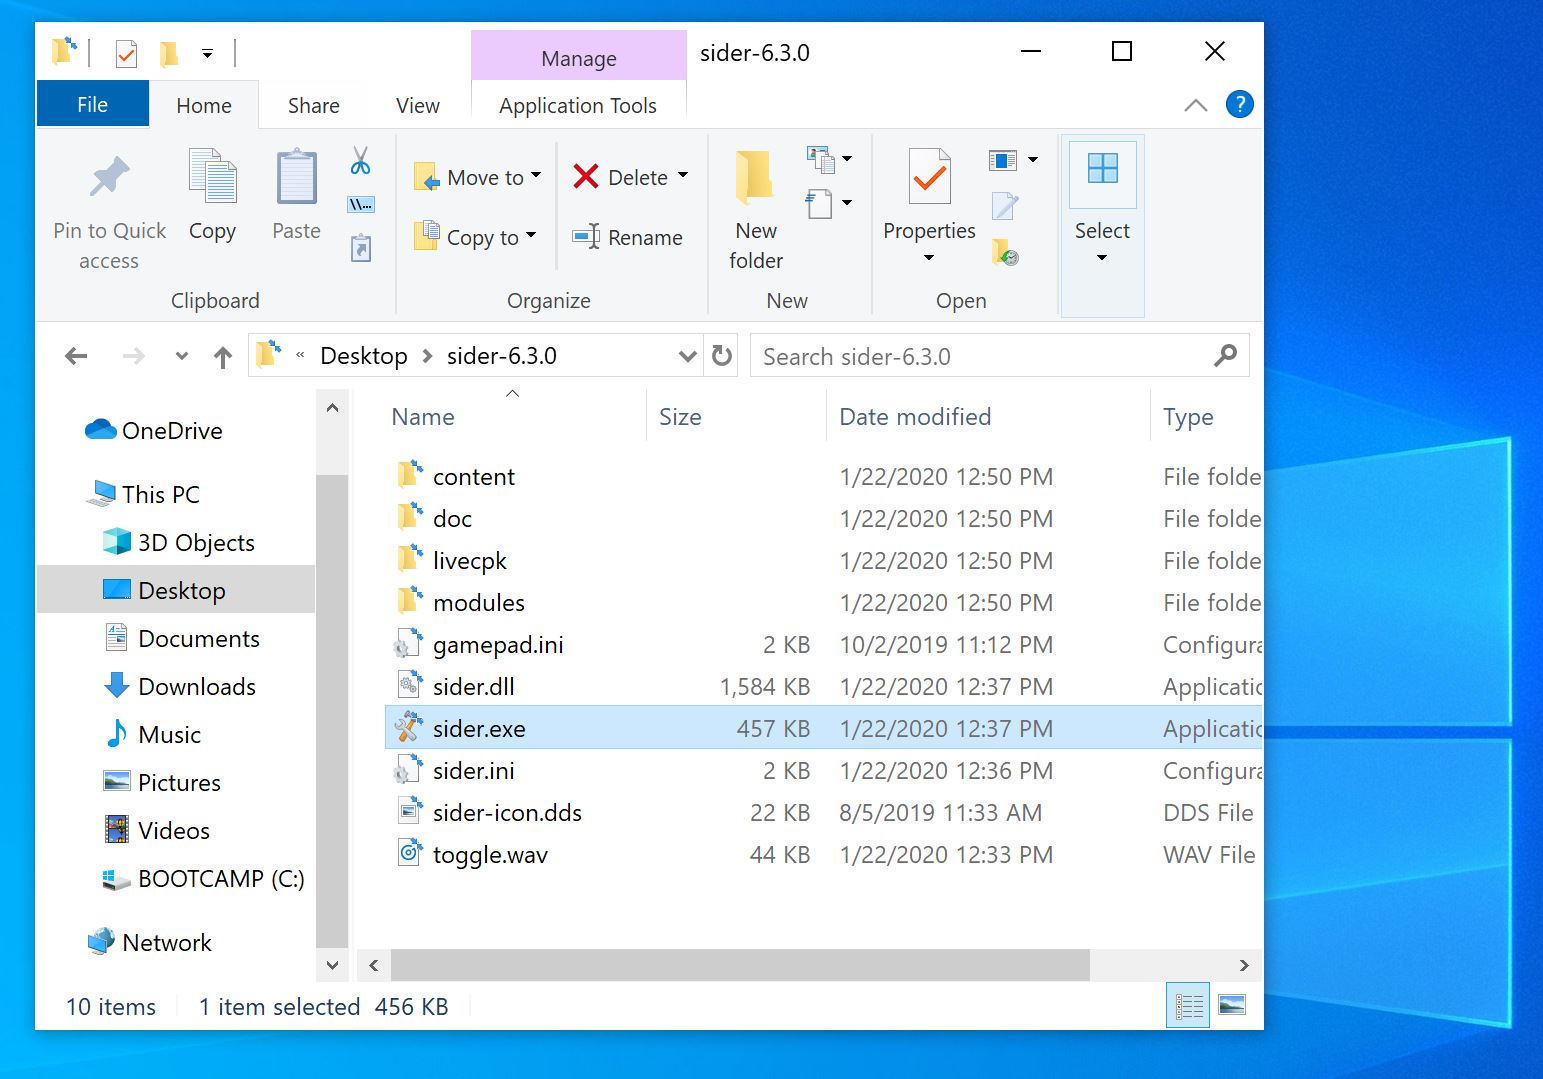 Manage
sider-6.3.0
File
Home
Share
View
Application Tools
?
Pin to Quick
access
Copy
Paste
\\...
Clipboard
Move to
Copy to
Delete
Rename
Organize
New
folder
New
Properties
Open
Select
« Desktop > sider-6.3.0
Search sider-6.3.0
OneDrive
This PC
3D Objects
Desktop
Documents
Downloads
Music
Pictures
Videos
BOOTCAMP (C:)
Network
Name Size Date modified Type
content 1/22/2020 12:50 PM File folde
doc 1/22/2020 12:50 PM File folde
livecpk 1/22/2020 12:50 PM File folde
modules 1/22/2020 12:50 PM File folde
gamepad.ini 2 KB 10/2/2019 11:12 PM Configura
sider.dll 1,584 KB 1/22/2020 12:37 PM Applicatio
sider.exe 457 KB 1/22/2020 12:37 PM Applicatio
sider.ini 2 KB 1/22/2020 12:36 PM Configura
sider-icon.dds 22 KB 8/5/2019 11:33 AM DDS File
toggle.wav 44 KB 1/22/2020 12:33 PM WAV File
10 items 1 item selected 456 KB